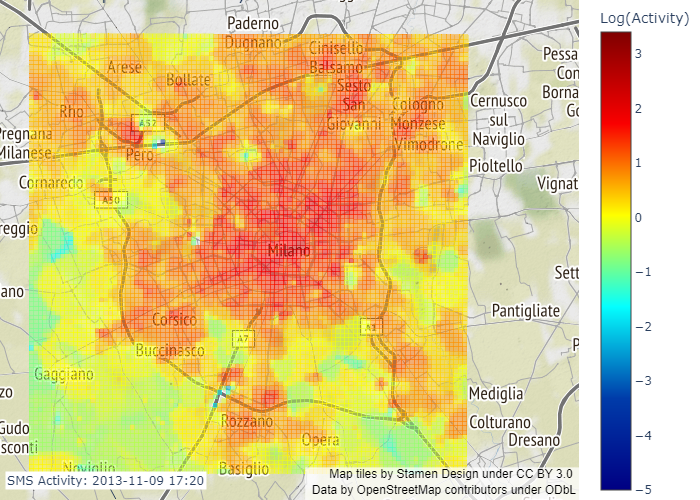 Paderno
Dugnano
Cinisello
Balsamo
Arese
Bollate
Sesto
San
Giovanni
Pessa
Con
Borna
Go
Rho
A52
Cologno
Monzese
Vimodrone
Cernusco
sul
Naviglio
Pregnana
Milanese
Pero
Pioltello
Cornaredo
A50
Vignat
reggio
Milano
Sett
ano
Corsico
A7
A1
Pantigliate
Buccinasco
P
Gaggiano
zo
Mediglia
Rozzano
Colturano
Gudo
sconti
Opera
Dresano
Noviglio
Basiglio
SMS Activity: 2013-11-09 17:20
Map tiles by Stamen Design under CC BY 3.0
Data by OpenStreetMap contributors under ODbL
Log(Activity)
3
2
1
0
−1
−2
−3
−4
−5